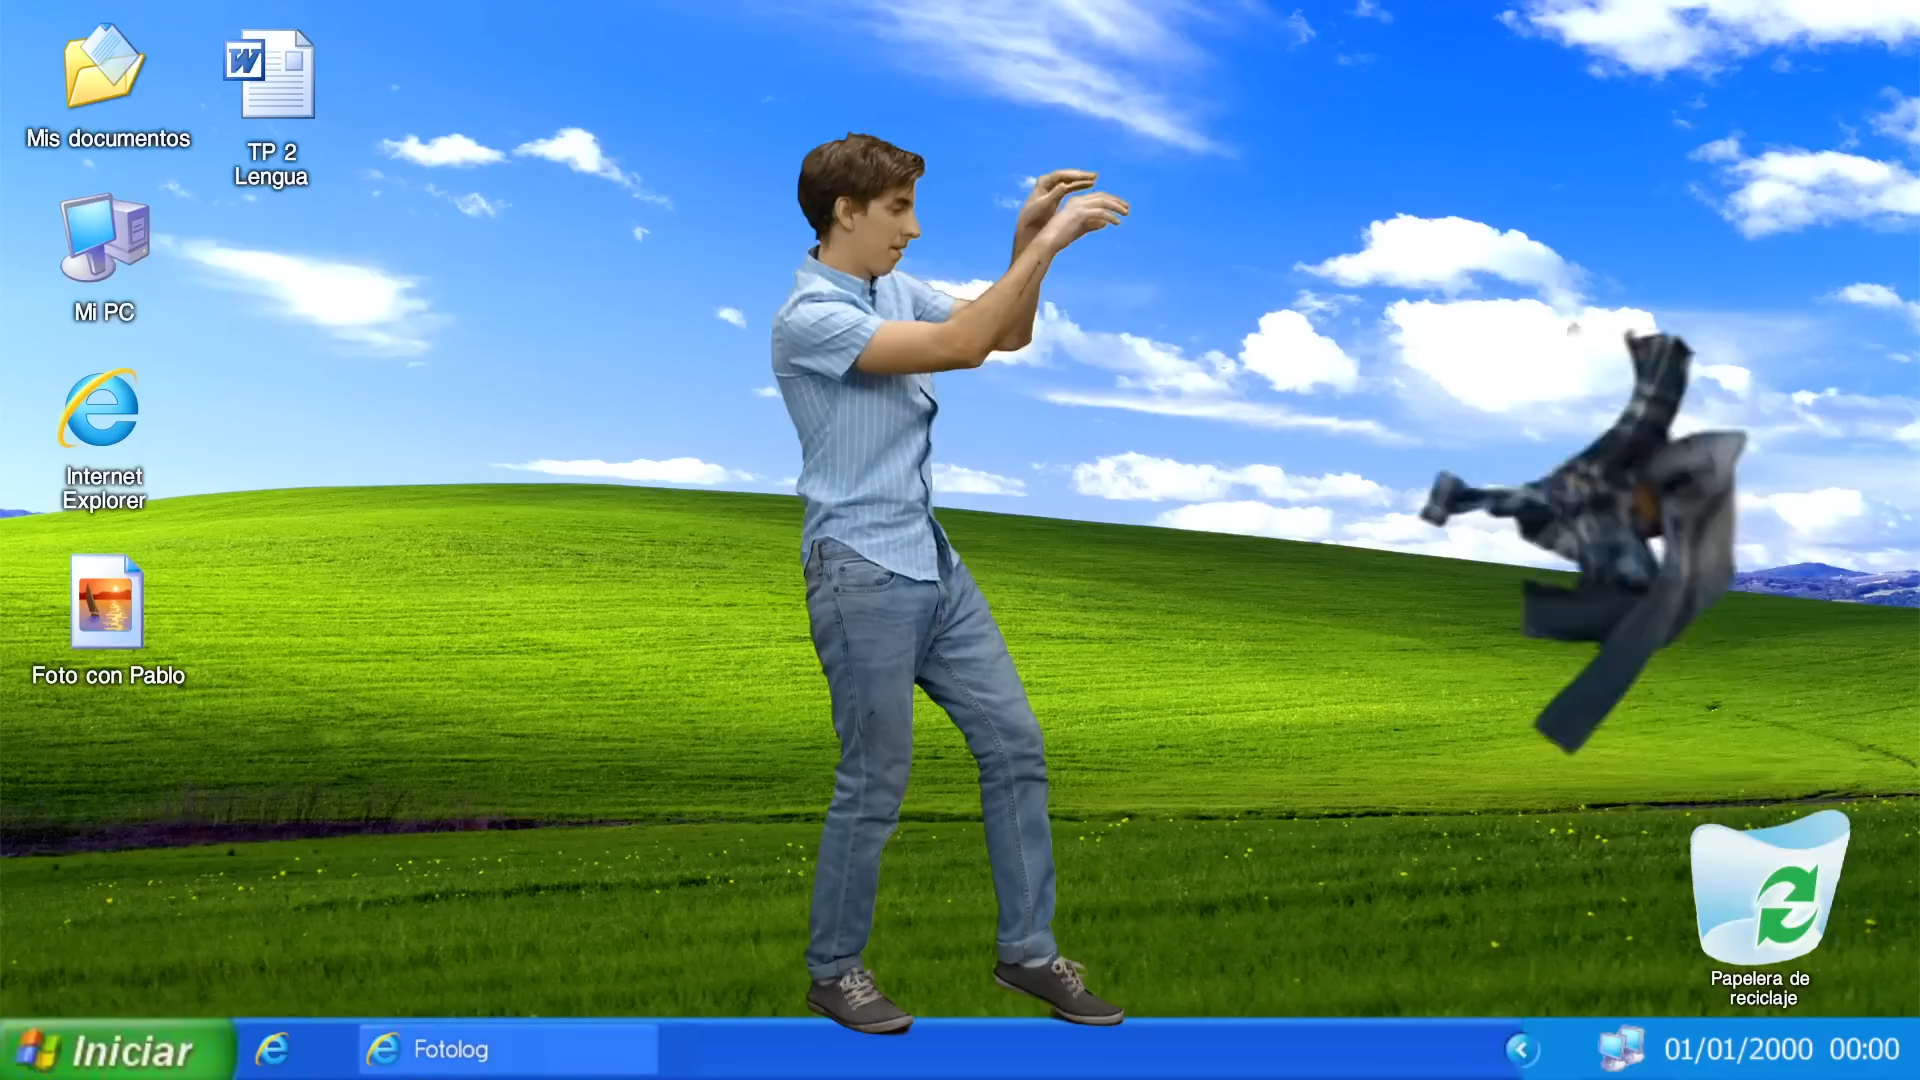 Mis documentos
TP 2
Lengua
Mi PC
Internet
Explorer
Foto con Pablo
Papelera de
reciclaje
Iniciar
Fotolog
01/01/2000 00:00